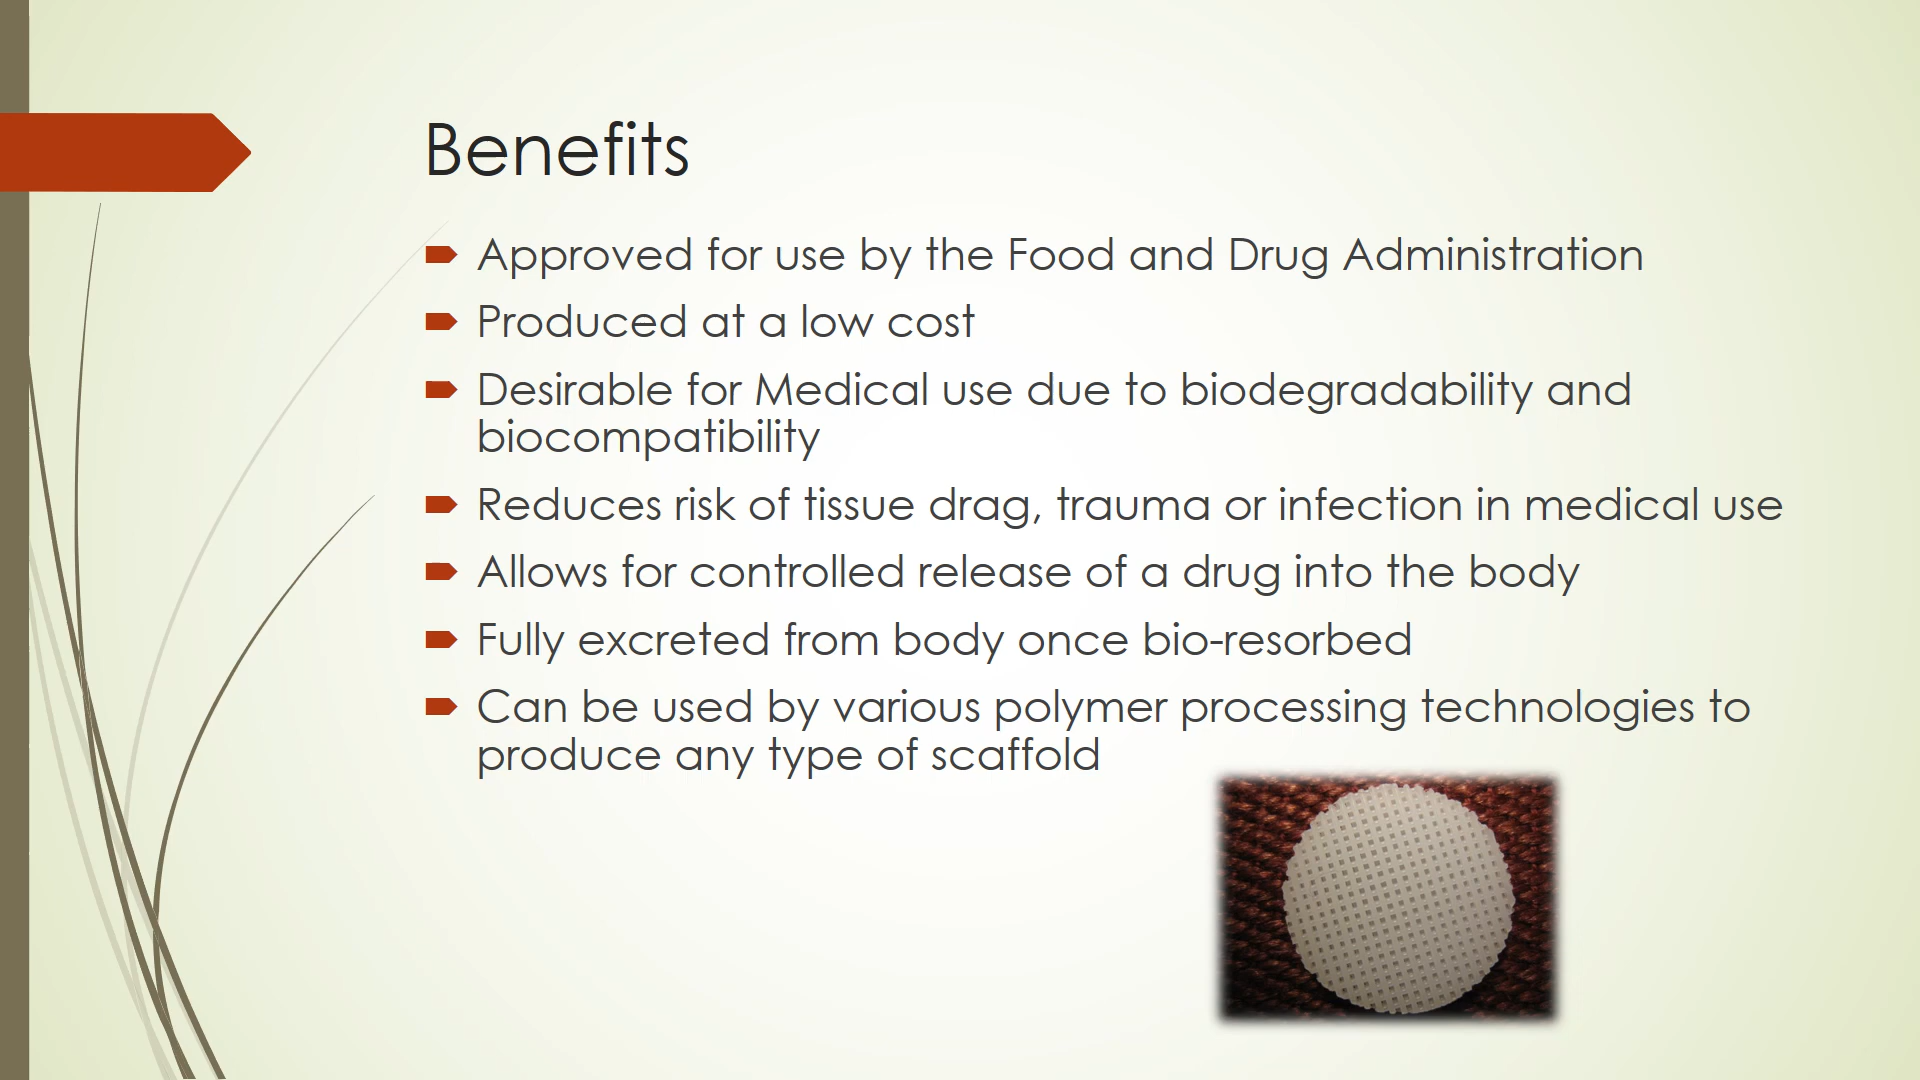 Benefits
Approved for use by the Food and Drug Administration
Produced at a low cost
Desirable for Medical use due to biodegradability and
biocompatibility
Reduces risk of tissue drag, trauma or infection in medical use
Allows for controlled release of a drug into the body
Fully excreted from body once bio-resorbed
Can be used by various polymer processing technologies to
produce any type of scaffold